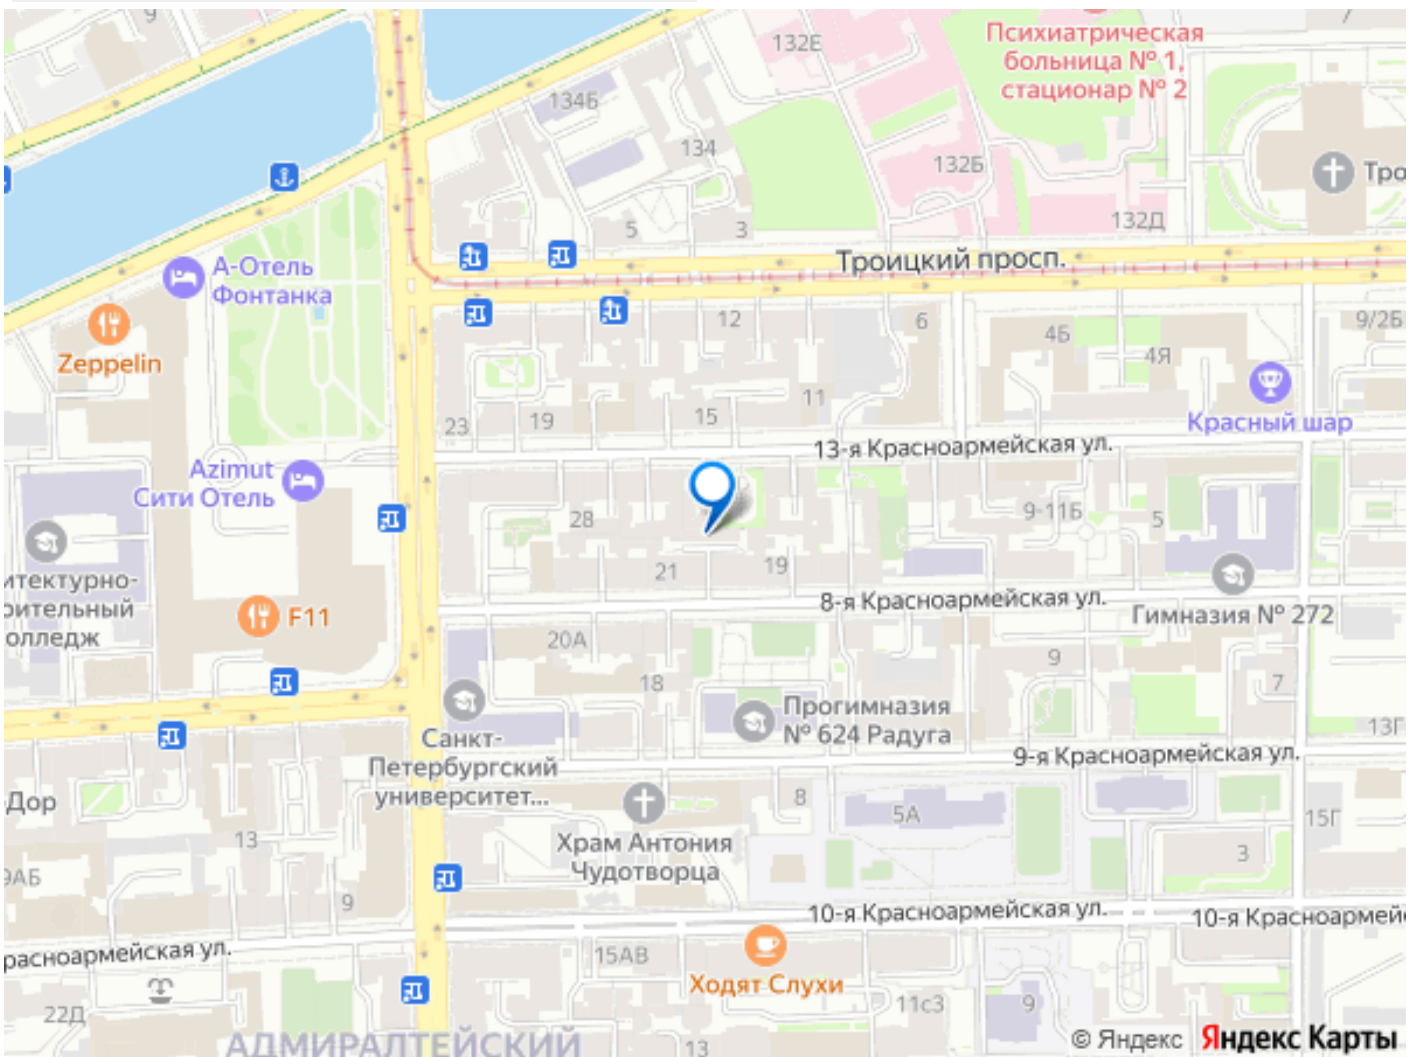 9
132Е
Психиатрическая
больница № 1,
стационар № 2
7
134Б
134
132Б
Тро
132Д
5
3
Троицкий просп.
А-Отель
Фонтанка
Zeppelin
12
6
4Б
4Я
9/2Б
23
19
15
11
Красный шар
13-я Красноармейская ул.
Azimut
Сити Отель
28
9-11Б
5
21
19
итектурно-
оительный
олледж
F11
8-я Красноармейская ул.
Гимназия № 272
20А
9
18
7
Прогимназия
№ 624 Радуга
13Г
Санкт-
Петербургский
университет...
9-я Красноармейская ул.
Дор
13
8
5А
15Г
Храм Антония
Чудотворца
3
9АБ
9
10-я Красноармейская ул.
10-я Красноармей
расноармейская ул.
15АВ
Ходят Слухи
11с3
9
22Д
АДМИРАЛТЕЙСКИЙ
13
© Яндекс Яндекс Карты